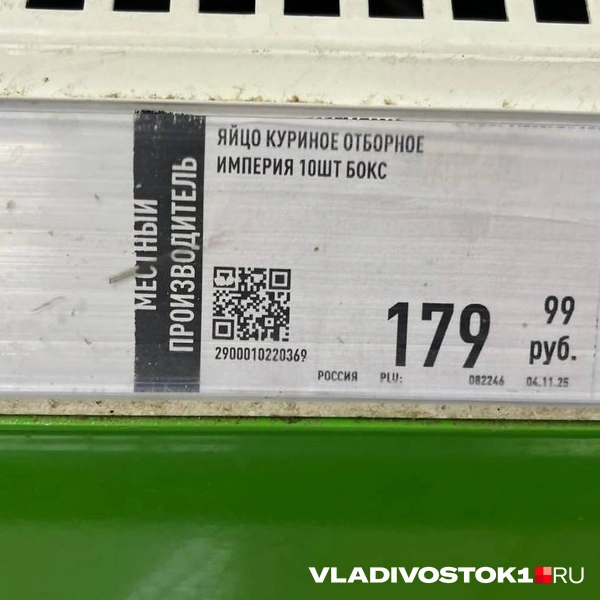 ЯЙЦО КУРИНОЕ ОТБОРНОЕ
ИМПЕРИЯ 10ШТ БОКС
МЕСТНЫЙ
ПРОИЗВОДИТЕЛЬ
2900010220369
179 99
руб.
РОССИЯ PLU: 082246 04.11.25
VLADIVOSTOK1.RU